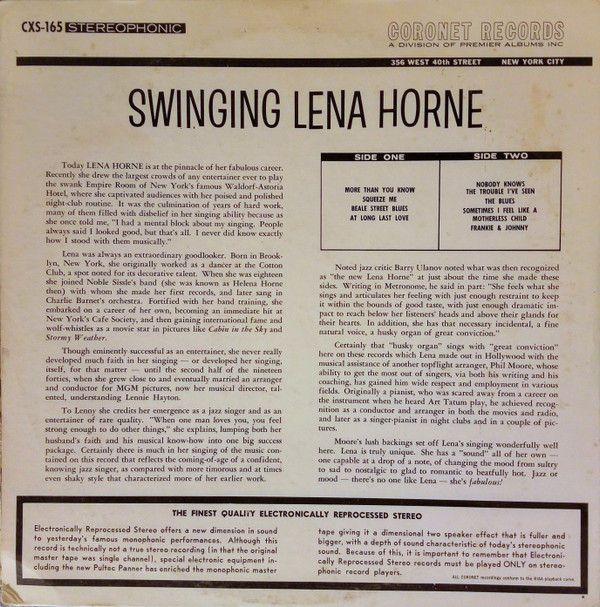 CXS-165 STEREOPHONIC
CORONET RECORDS
A DIVISION OF PREMIER ALBUMS INC
356 WEST 40th STREET NEW YORK CITY
SWINGING LENA HORNE
Today LENA HORNE is at the pinnacle of her fabulous career.
Recently she drew the largest crowds of any entertainer ever to play
the swank Empire Room of New York's famous Waldorf-Astoria
Hotel, where she captivated audiences with her poised and polished
night-club routine. It was the culmination of years of hard work,
many of them filled with disbelief in her singing ability because as
she once told me, "I had a mental block about my singing. People
always said I looked good, but that's all. I never did know exactly
how I stood with them musically."
Lena was always an extraordinary goodlooker. Born in Brook-
lyn, New York, she originally worked as a dancer at the Cotton
Club, a spot noted for its decorative talent. When she was eighteen
she joined Noble Sissle's band (she was known as Helena Horne
then) with whom she made her first records, and later sang in
Charlie Barnet's orchestra. Fortified with her band training, she
embarked on a career of her own, becoming an immediate hit at
New York's Cafe Society, and then gaining international fame and
wolf-whistles as a movie star in pictures like Cabin in the Sky and
Stormy Weather.
Though eminently successful as an entertainer, she never really
developed much faith in her singing — or developed her singing,
itself, for that matter — until the second half of the nineteen
forties, when she grew close to and eventually married an arranger
and conductor for MGM pictures, now her musical director, tal-
ented, understanding Lennie Hayton.
To Lenny she credits her emergence as a jazz singer and as an
entertainer of rare quality. "When one man loves you, you feel
strong enough to do other things," she explains, lumping both her
husband's faith and his musical know-how into one big success
package. Certainly there is much in her singing of the music con-
tained on this record that reflects the coming-of-age of a confident,
knowing jazz singer, as compared with more timorous and at times
even shaky style that characterized more of her earlier work.
SIDE ONE
MORE THAN YOU KNOW
SQUEEZE ME
BEALE STREET BLUES
AT LONG LAST LOVE
SIDE TWO
NOBODY KNOWS
THE TROUBLE I'VE SEEN
THE BLUES
SOMETIMES I FEEL LIKE A
MOTHERLESS CHILD
FRANKIE & JOHNNY
Noted jazz critic Barry Ulanov noted what was then recognized
as "the new Lena Horne" at just about the time she made these
sides. Writing in Metronome, he said in part: "She feels what she
sings and articulates her feeling with just enough restraint to keep
it within the bounds of good taste, with just enough dramatic im-
pact to reach below her listeners' heads and above their glands for
their hearts. In addition, she has that necessary incidental, a fine
natural voice, a husky organ of great conviction."
Certainly that "husky organ" sings with "great conviction"
here on these records which Lena made out in Hollywood with the
musical assistance of another topflight arranger, Phil Moore, whose
ability to get the most out of singers, via both his writing and his
coaching, has gained him wide respect and employment in various
fields. Originally a pianist, who was scared away from a career on
the instrument when he heard Art Tatum play, he achieved recog-
nition as a conductor and arranger in both the movies and radio,
and later as a singer-pianist in night clubs and in a couple of pic-
tures.
Moore's lush backings set off Lena's singing wonderfully well
here. Lena is truly unique. She has a "sound" all of her own —
one capable at a drop of a note, of changing the mood from sultry
to sad to nostalgic to glad to romantic to beatfully hot. Jazz or
mood — there's no one like Lena — she's fabulous!
THE FINEST QUALITY ELECTRONICALLY REPROCESSED STEREO
Electronically Reprocessed Stereo offers a new dimension in sound
to yesterday's famous monophonic performances. Although this
record is technically not a true stereo recording (in that the original
master tape was single channel), special electronic equipment in-
cluding the new Pultec Panner has enriched the monophonic master
tape giving it a dimensional two speaker effect that is fuller and
bigger, with a depth of sound characteristic of today's stereophonic
sound. Because of this, it is important to remember that Electroni-
cally Reprocessed Stereo records must be played ONLY on stereo-
phonic record players.
ALL CORONET recordings conform to the RIAA playback curve